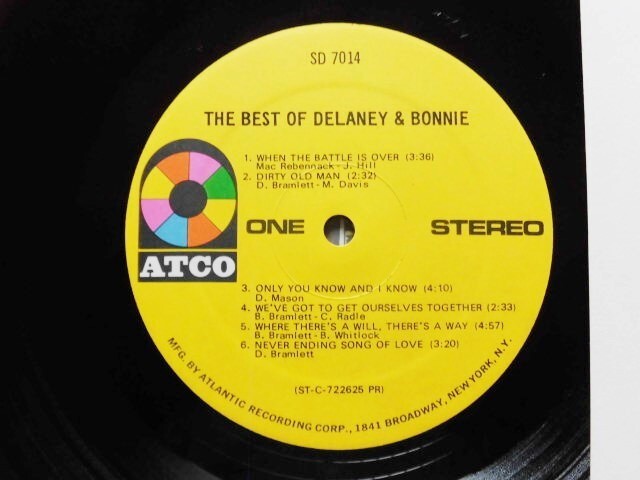 SD 7014
THE BEST OF DELANEY & BONNIE
1. WHEN THE BATTLE IS OVER (3:36)
Mac Rebennack - J. Hill
2. DIRTY OLD MAN (2:32)
D. Bramlett - M. Davis
ATCO
ONE
STEREO
3. ONLY YOU KNOW AND I KNOW (4:10)
D. Mason
4. WE'VE GOT TO GET OURSELVES TOGETHER (2:33)
B. Bramlett - C. Radle
5. WHERE THERE'S A WILL, THERE'S A WAY (4:57)
B. Bramlett - B. Whitlock
6. NEVER ENDING SONG OF LOVE (3:20)
D. Bramlett
(ST-C-722625 PR)
MFG. BY ATLANTIC RECORDING CORP., 1841 BROADWAY, NEW YORK, N.Y.